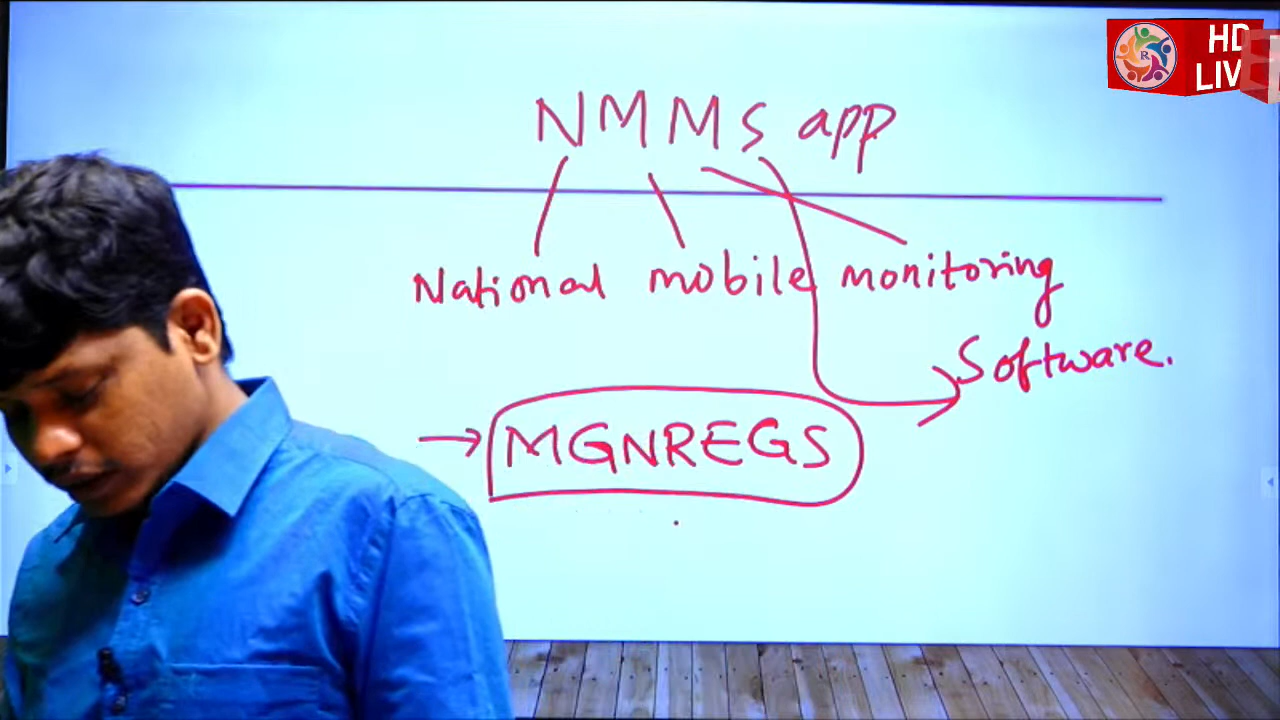 HD
LIV
NMMS app
National mobile monitoring
Software.
→ MGNREGS
R